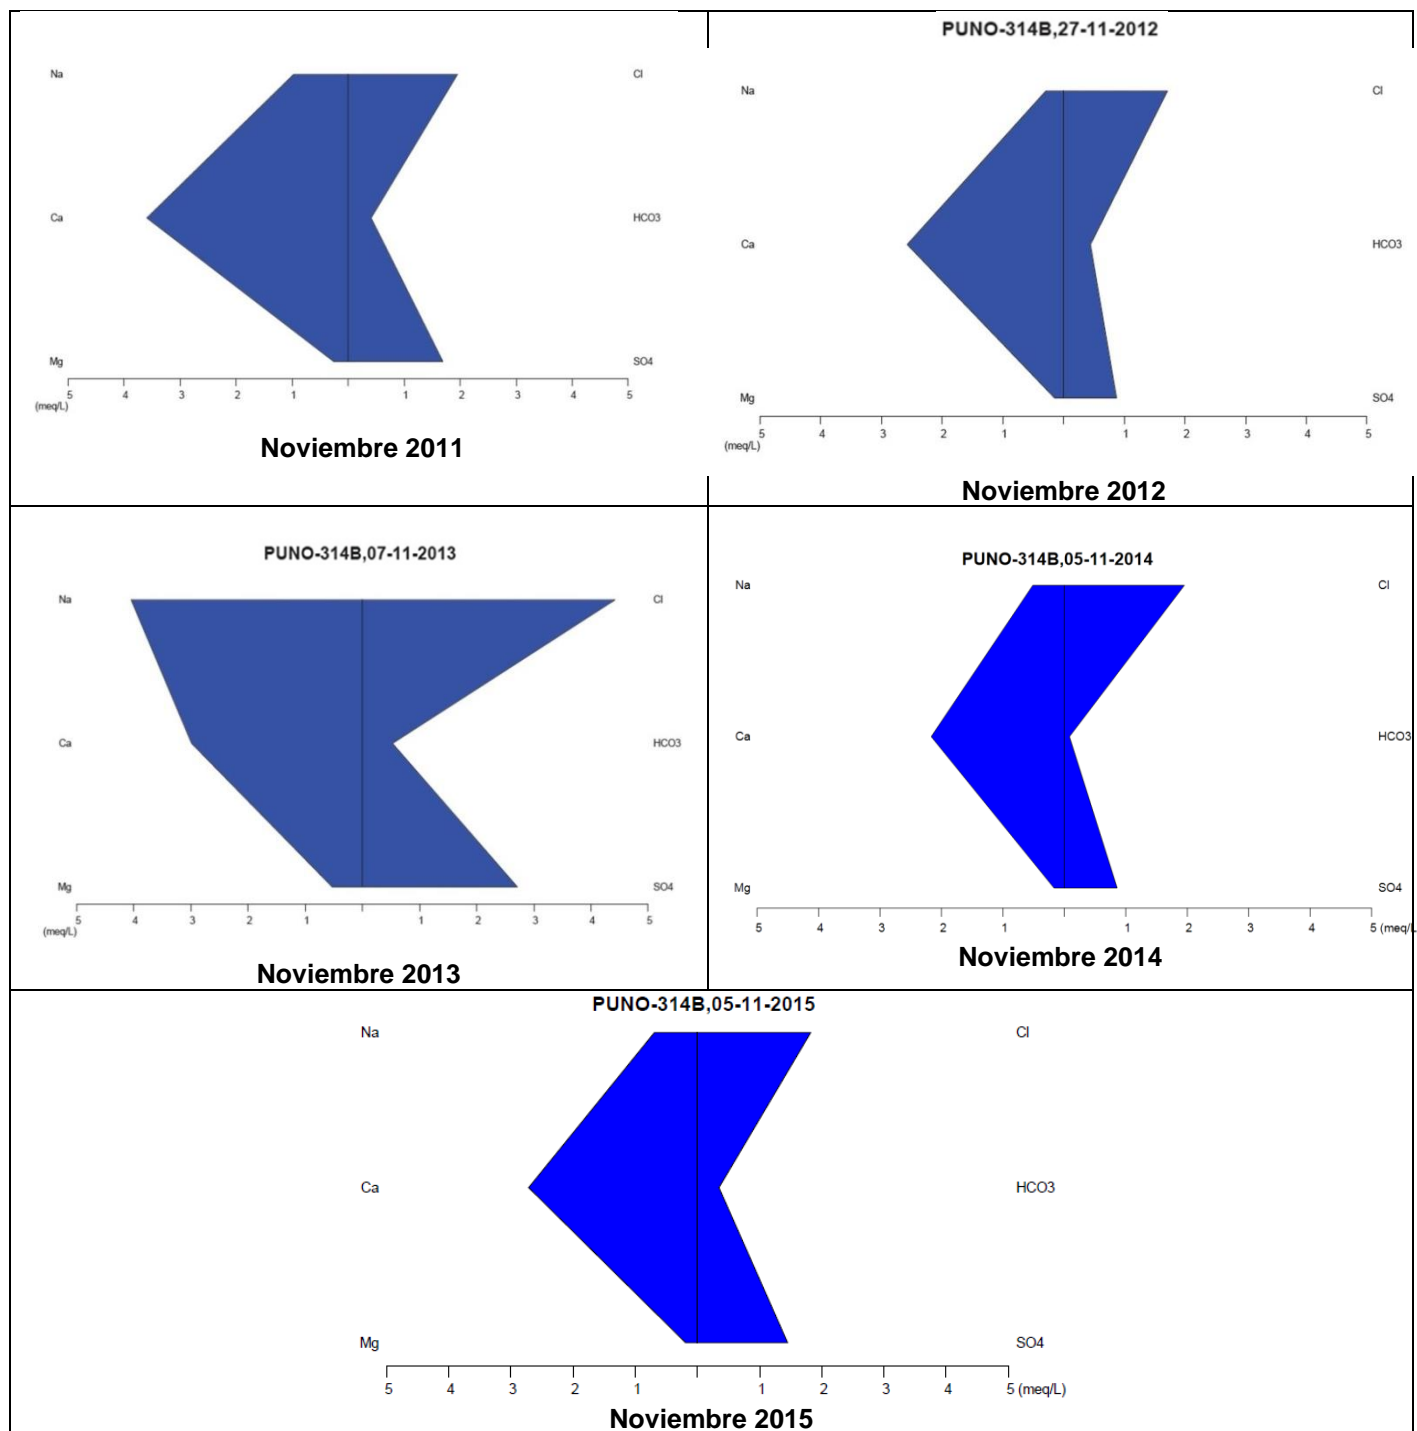 Na Cl
Ca HCO3
Mg SO4
5 4 3 2 1 1 2 3 4 5
(meq/L)
Noviembre 2011
PUNO-314B,27-11-2012
Na Cl
Ca HCO3
Mg SO4
5 4 3 2 1 1 2 3 4 5
(meq/L)
Noviembre 2012
PUNO-314B,07-11-2013
Na Cl
Ca HCO3
Mg SO4
5 4 3 2 1 1 2 3 4 5
(meq/L)
Noviembre 2013
PUNO-314B,05-11-2014
Na Cl
Ca HCO3
Mg SO4
5 4 3 2 1 1 2 3 4 5 (meq/L
Noviembre 2014
PUNO-314B,05-11-2015
Na Cl
Ca HCO3
Mg SO4
5 4 3 2 1 1 2 3 4 5 (meq/L)
Noviembre 2015